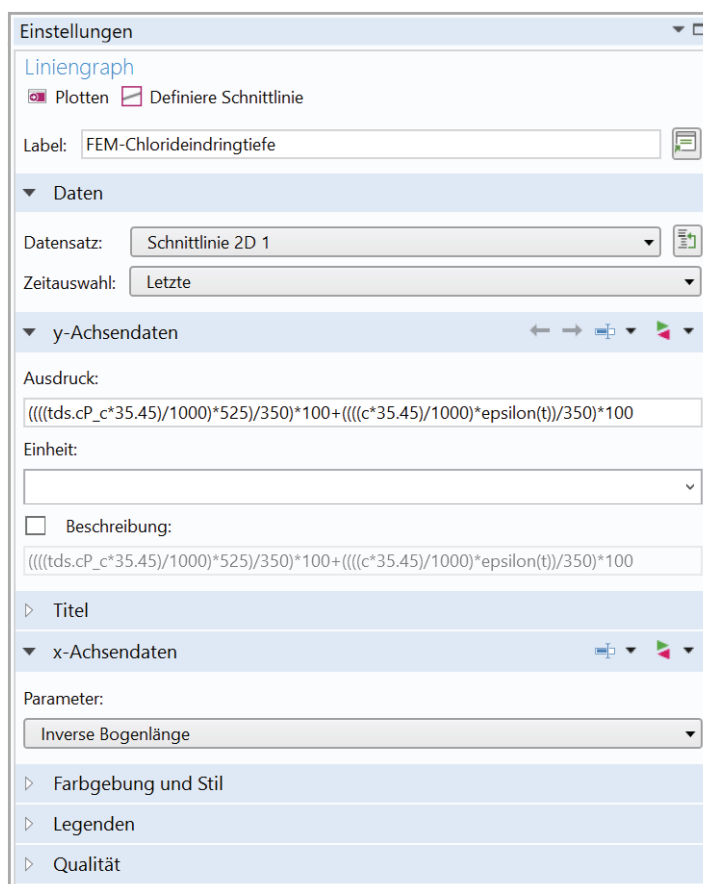 Einstellungen
Liniengraph
Plotten Definiere Schnittlinie
Label: FEM-Chlorideindringtiefe
Daten
Datensatz: Schnittlinie 2D 1
Zeitauswahl: Letzte
y-Achsendaten
Ausdruck:
((((tds.cP_c*35.45)/1000)*525)/350)*100+((((c*35.45)/1000)*epsilon(t))/350)*100
Einheit:
Beschreibung:
((((tds.cP_c*35.45)/1000)*525)/350)*100+((((c*35.45)/1000)*epsilon(t))/350)*100
Titel
x-Achsendaten
Parameter:
Inverse Bogenlänge
Farbgebung und Stil
Legenden
Qualität